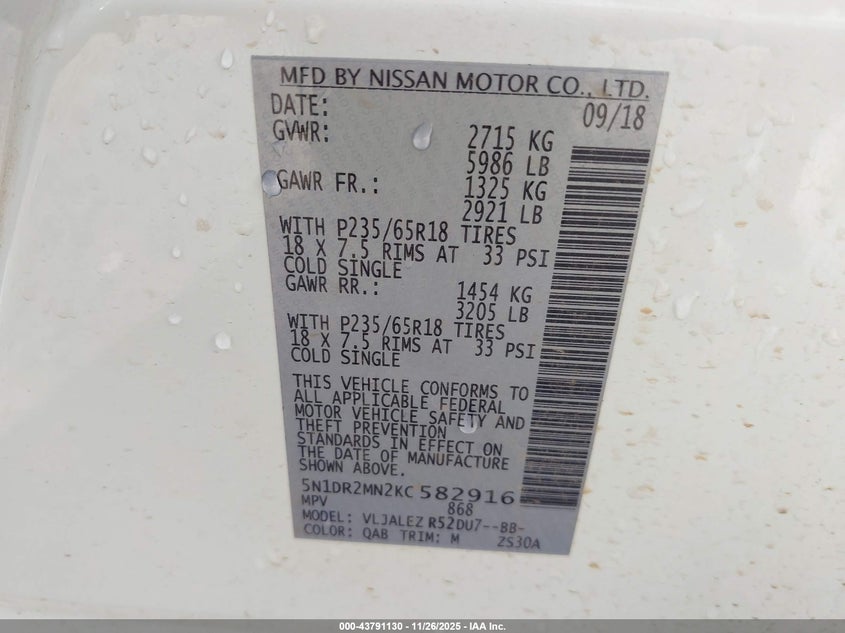 MFD BY NISSAN MOTOR CO., LTD.
DATE: 09/18
GVWR: 2715 KG
5986 LB
GAWR FR.: 1325 KG
2921 LB
WITH P235/65R18 TIRES
18 X 7.5 RIMS AT 33 PSI
COLD SINGLE
GAWR RR.: 1454 KG
3205 LB
WITH P235/65R18 TIRES
18 X 7.5 RIMS AT 33 PSI
COLD SINGLE
THIS VEHICLE CONFORMS TO
ALL APPLICABLE FEDERAL
MOTOR VEHICLE SAFETY AND
THEFT PREVENTION
STANDARDS IN EFFECT ON
THE DATE OF MANUFACTURE
SHOWN ABOVE.
5N1DR2MN2KC582916
MPV 868
MODEL: VLJALEZ R52DU7--BB-
COLOR: QAB TRIM: M ZS30A
000-43791130 - 11/26/2025 - IAA Inc.